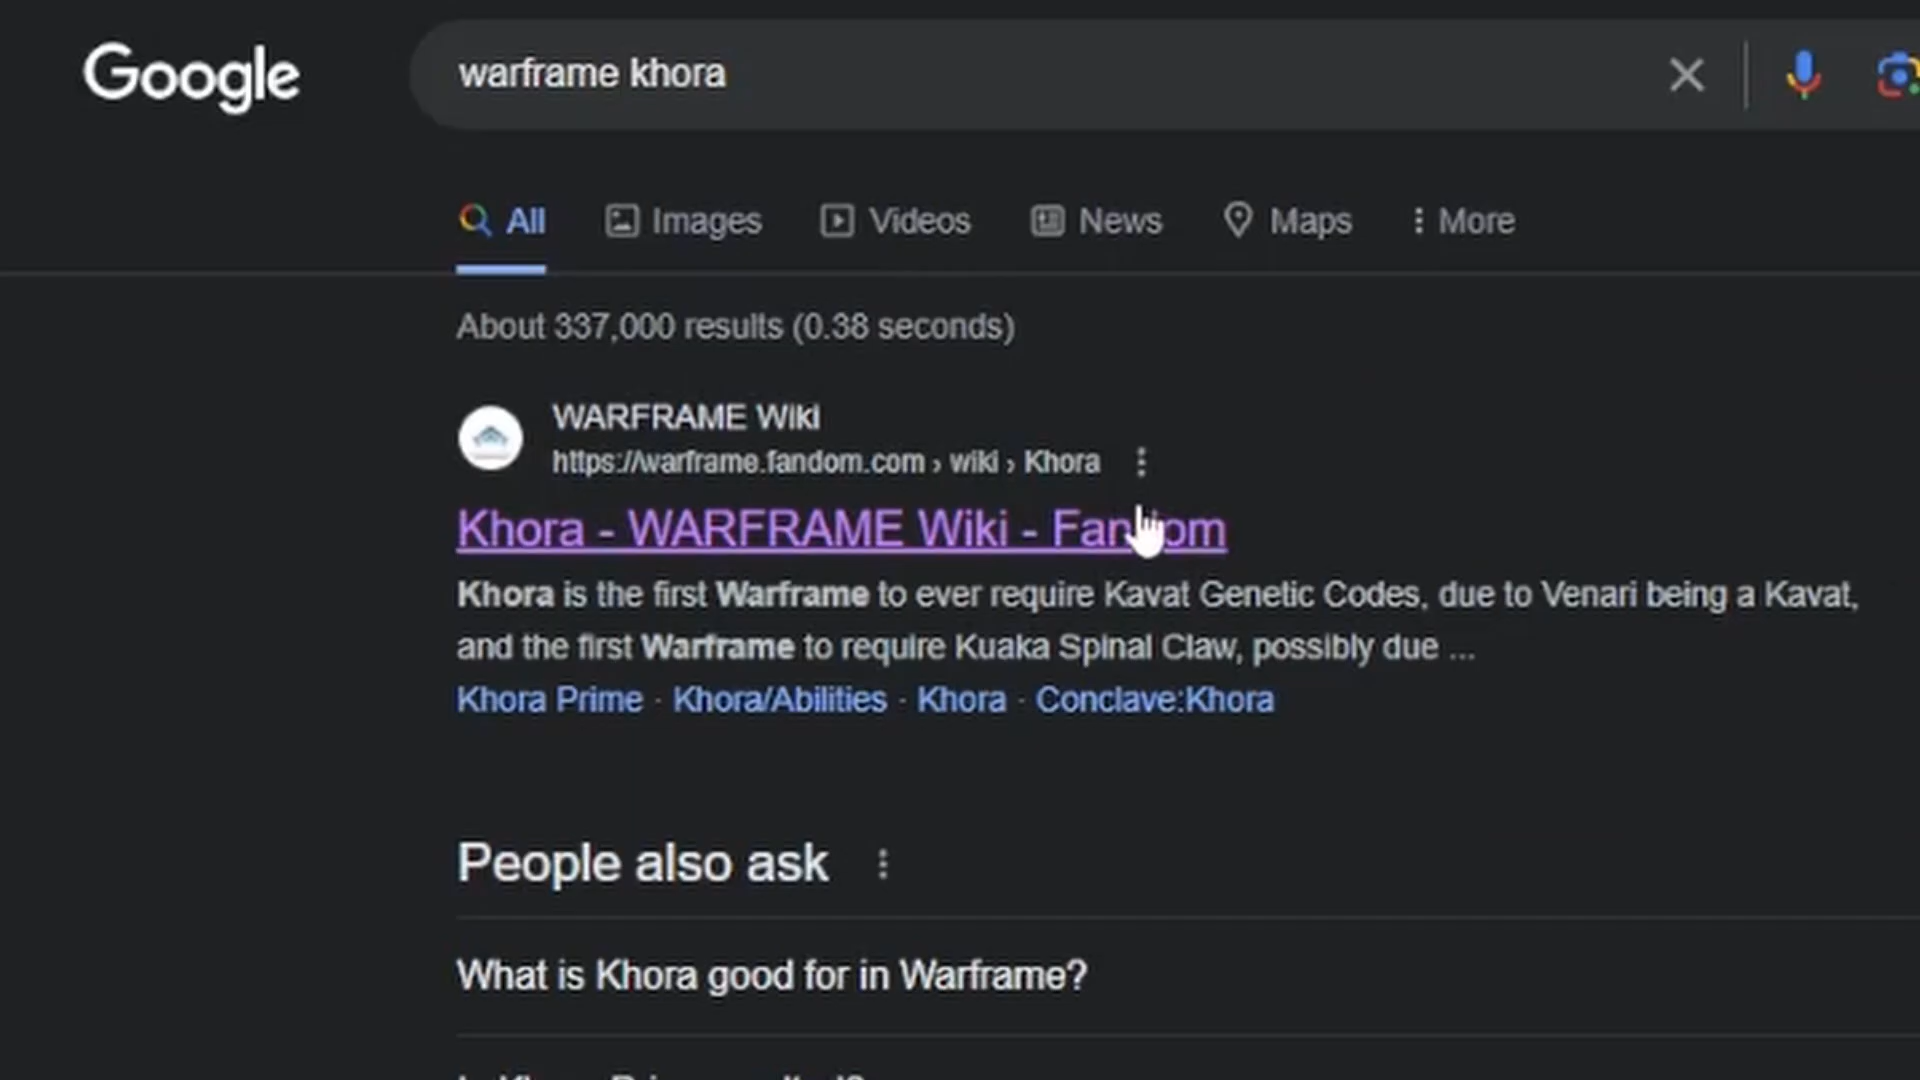 Google
warframe khora
All Images Videos News Maps More
About 337,000 results (0.38 seconds)
WARFRAME Wiki
https://warframe.fandom.com › wiki › Khora
Khora - WARFRAME Wiki - Fandom
Khora is the first Warframe to ever require Kavat Genetic Codes, due to Venari being a Kavat,
and the first Warframe to require Kuaka Spinal Claw, possibly due ...
Khora Prime · Khora/Abilities · Khora · Conclave:Khora
People also ask
What is Khora good for in Warframe?